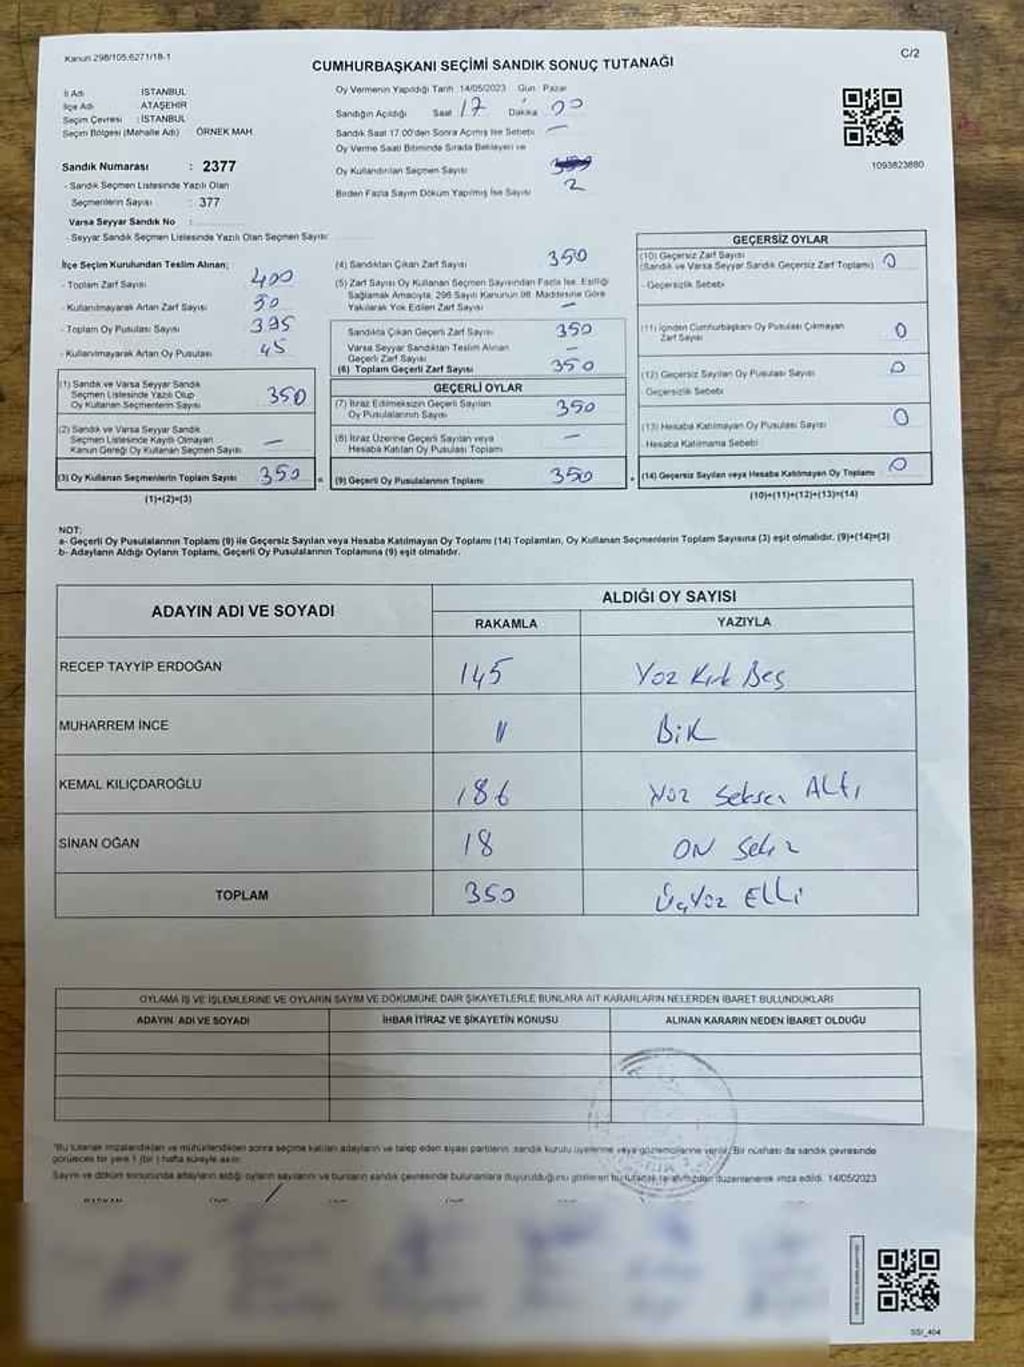 Kanun 298/105,6271/18-1
C/2
CUMHURBAŞKANI SEÇİMİ SANDIK SONUÇ TUTANAĞI
İl Adı İSTANBUL
İlçe Adı ATAŞEHİR
Seçim Çevresi : İSTANBUL
Seçim Bölgesi (Mahalle Adı) ÖRNEK MAH.
Sandık Numarası : 2377
- Sandık Seçmen Listesinde Yazılı Olan
Seçmenlerin Sayısı : 377
Varsa Seyyar Sandık No :
- Seyyar Sandık Seçmen Listesinde Yazılı Olan Seçmen Sayısı:
Oy Vermenin Yapıldığı Tarih 14/05/2023 Gün Pazar
Sandığın Açıldığı Saat 17 Dakika 00
Sandık Saat 17.00'den Sonra Açılmış İse Sebebi —
Oy Verme Saati Bitiminde Sırada Bekleyen ve
Oy Kullandırılan Seçmen Sayısı 2
Birden Fazla Sayım Döküm Yapılmış İse Sayısı
1093823880
İlçe Seçim Kurulundan Teslim Alınan;
- Toplam Zarf Sayısı 400
- Kullanılmayarak Artan Zarf Sayısı 50
- Toplam Oy Pusulası Sayısı 395
- Kullanılmayarak Artan Oy Pusulası 45
(1) Sandık ve Varsa Seyyar Sandık
Seçmen Listesinde Yazılı Olup
Oy Kullanan Seçmenlerin Sayısı 350
(2) Sandık ve Varsa Seyyar Sandık
Seçmen Listesinde Kayıtlı Olmayan
Kanun Gereği Oy Kullanan Seçmen Sayısı —
(3) Oy Kullanan Seçmenlerin Toplam Sayısı 350
(1)+(2)=(3)
(4) Sandıktan Çıkan Zarf Sayısı 350
(5) Zarf Sayısı Oy Kullanan Seçmen Sayısından Fazla İse, Eşitliği
Sağlamak Amacıyla, 298 Sayılı Kanunun 98. Maddesine Göre
Yakılarak Yok Edilen Zarf Sayısı —
Sandıkta Çıkan Geçerli Zarf Sayısı 350
Varsa Seyyar Sandıktan Teslim Alınan
Geçerli Zarf Sayısı —
(6) Toplam Geçerli Zarf Sayısı 350
GEÇERLİ OYLAR
(7) İtiraz Edilmeksizin Geçerli Sayılan
Oy Pusulalarının Sayısı 350
(8) İtiraz Üzerine Geçerli Sayılan veya
Hesaba Katılan Oy Pusulası Toplamı —
= (9) Geçerli Oy Pusulalarının Toplamı 350
GEÇERSİZ OYLAR
(10) Geçersiz Zarf Sayısı
(Sandık ve Varsa Seyyar Sandık Geçersiz Zarf Toplamı) 0
- Geçersizlik Sebebi
(11) İçinden Cumhurbaşkanı Oy Pusulası Çıkmayan
Zarf Sayısı 0
(12) Geçersiz Sayılan Oy Pusulası Sayısı 0
- Geçersizlik Sebebi
(13) Hesaba Katılmayan Oy Pusulası Sayısı 0
- Hesaba Katılmama Sebebi
+ (14) Geçersiz Sayılan veya Hesaba Katılmayan Oy Toplamı 0
(10)+(11)+(12)+(13)=(14)
NOT:
a- Geçerli Oy Pusulalarının Toplamı (9) ile Geçersiz Sayılan veya Hesaba Katılmayan Oy Toplamı (14) Toplamları, Oy Kullanan Seçmenlerin Toplam Sayısına (3) eşit olmalıdır. (9)+(14)=(3)
b- Adayların Aldığı Oyların Toplamı, Geçerli Oy Pusulalarının Toplamına (9) eşit olmalıdır.
ADAYIN ADI VE SOYADI
ALDIĞI OY SAYISI
RAKAMLA YAZIYLA
RECEP TAYYİP ERDOĞAN 145 Yüz Kırk Beş
MUHARREM İNCE 11 BiR
KEMAL KILIÇDAROĞLU 186 Yüz Seksen Altı
SİNAN OĞAN 18 ON Sekiz
TOPLAM 350 Üçyüz Elli
OYLAMA İŞ VE İŞLEMLERİNE VE OYLARIN SAYIM VE DÖKÜMÜNE DAİR ŞİKAYETLERLE BUNLARA AİT KARARLARIN NELERDEN İBARET BULUNDUKLARI
ADAYIN ADI VE SOYADI İHBAR İTİRAZ VE ŞİKAYETİN KONUSU ALINAN KARARIN NEDEN İBARET OLDUĞU
*Bu tutanak imzalandıktan ve mühürlendikten sonra seçime katılan adayların ve talep eden siyasi partilerin sandık kurulu üyelerine veya gözlemcilerine verilir. Bir nüshası da sandık çevresinde
görünecek bir yere 1 (bir) hafta süreyle asılır.
Sayım ve döküm sonucunda adayların aldığı oyların sayılarını ve bunların sandık çevresinde bulunanlara duyurulduğunu gösteren bu tutanak tarafımızdan düzenlenerek imza edildi. 14/05/2023
SSI_404